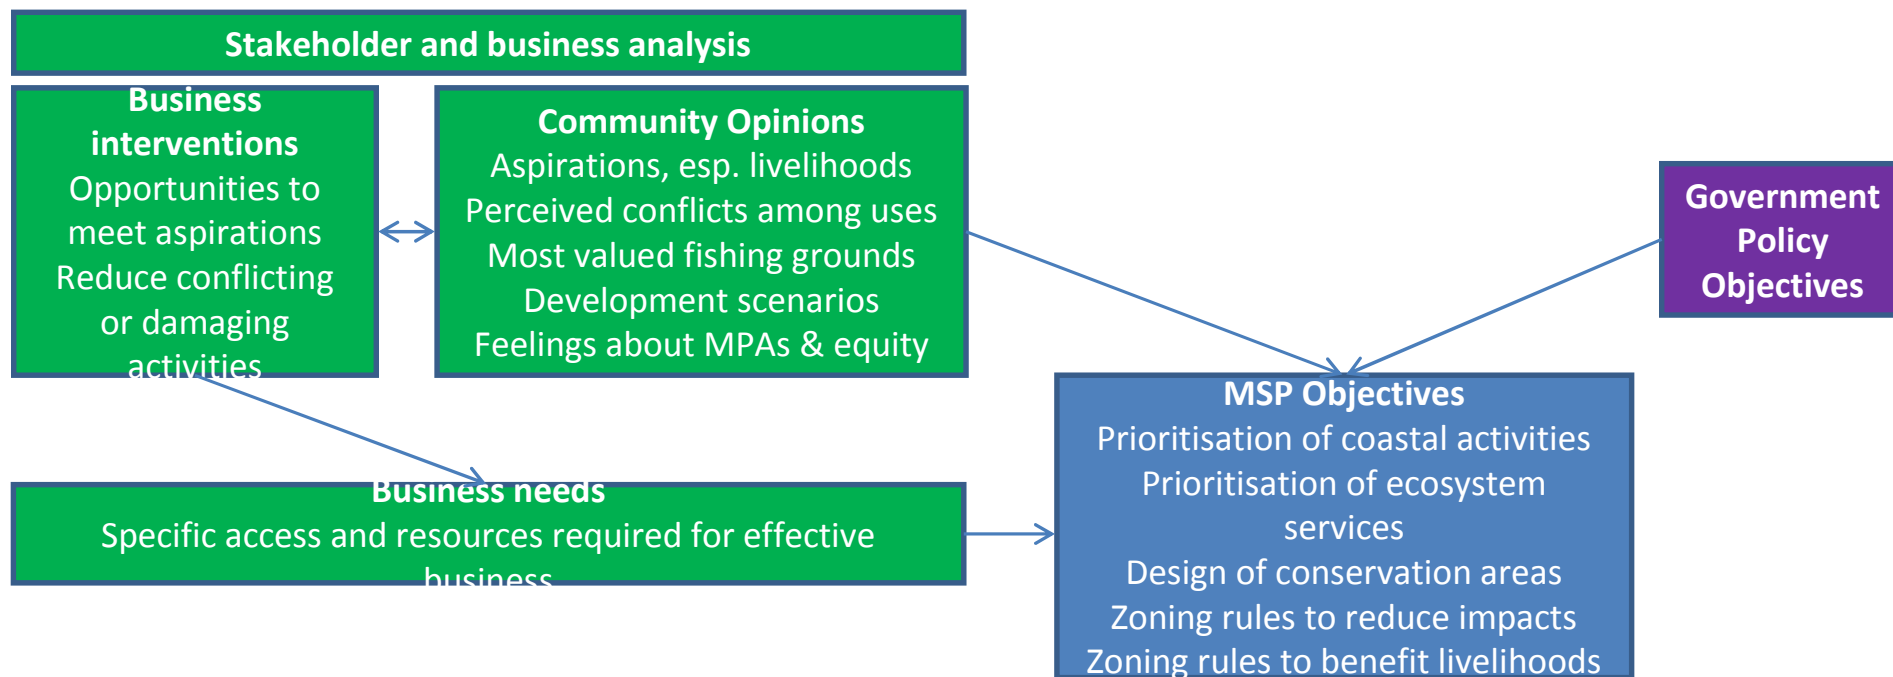 Stakeholder and business analysis
Business
interventions
Opportunities to
meet aspirations
Reduce conflicting
or damaging
activities
Community Opinions
Aspirations, esp. livelihoods
Perceived conflicts among uses
Most valued fishing grounds
Development scenarios
Feelings about MPAs & equity
Government
Policy
Objectives
MSP Objectives
Prioritisation of coastal activities
Prioritisation of ecosystem
services
Design of conservation areas
Zoning rules to reduce impacts
Zoning rules to benefit livelihoods
Business needs
Specific access and resources required for effective
business